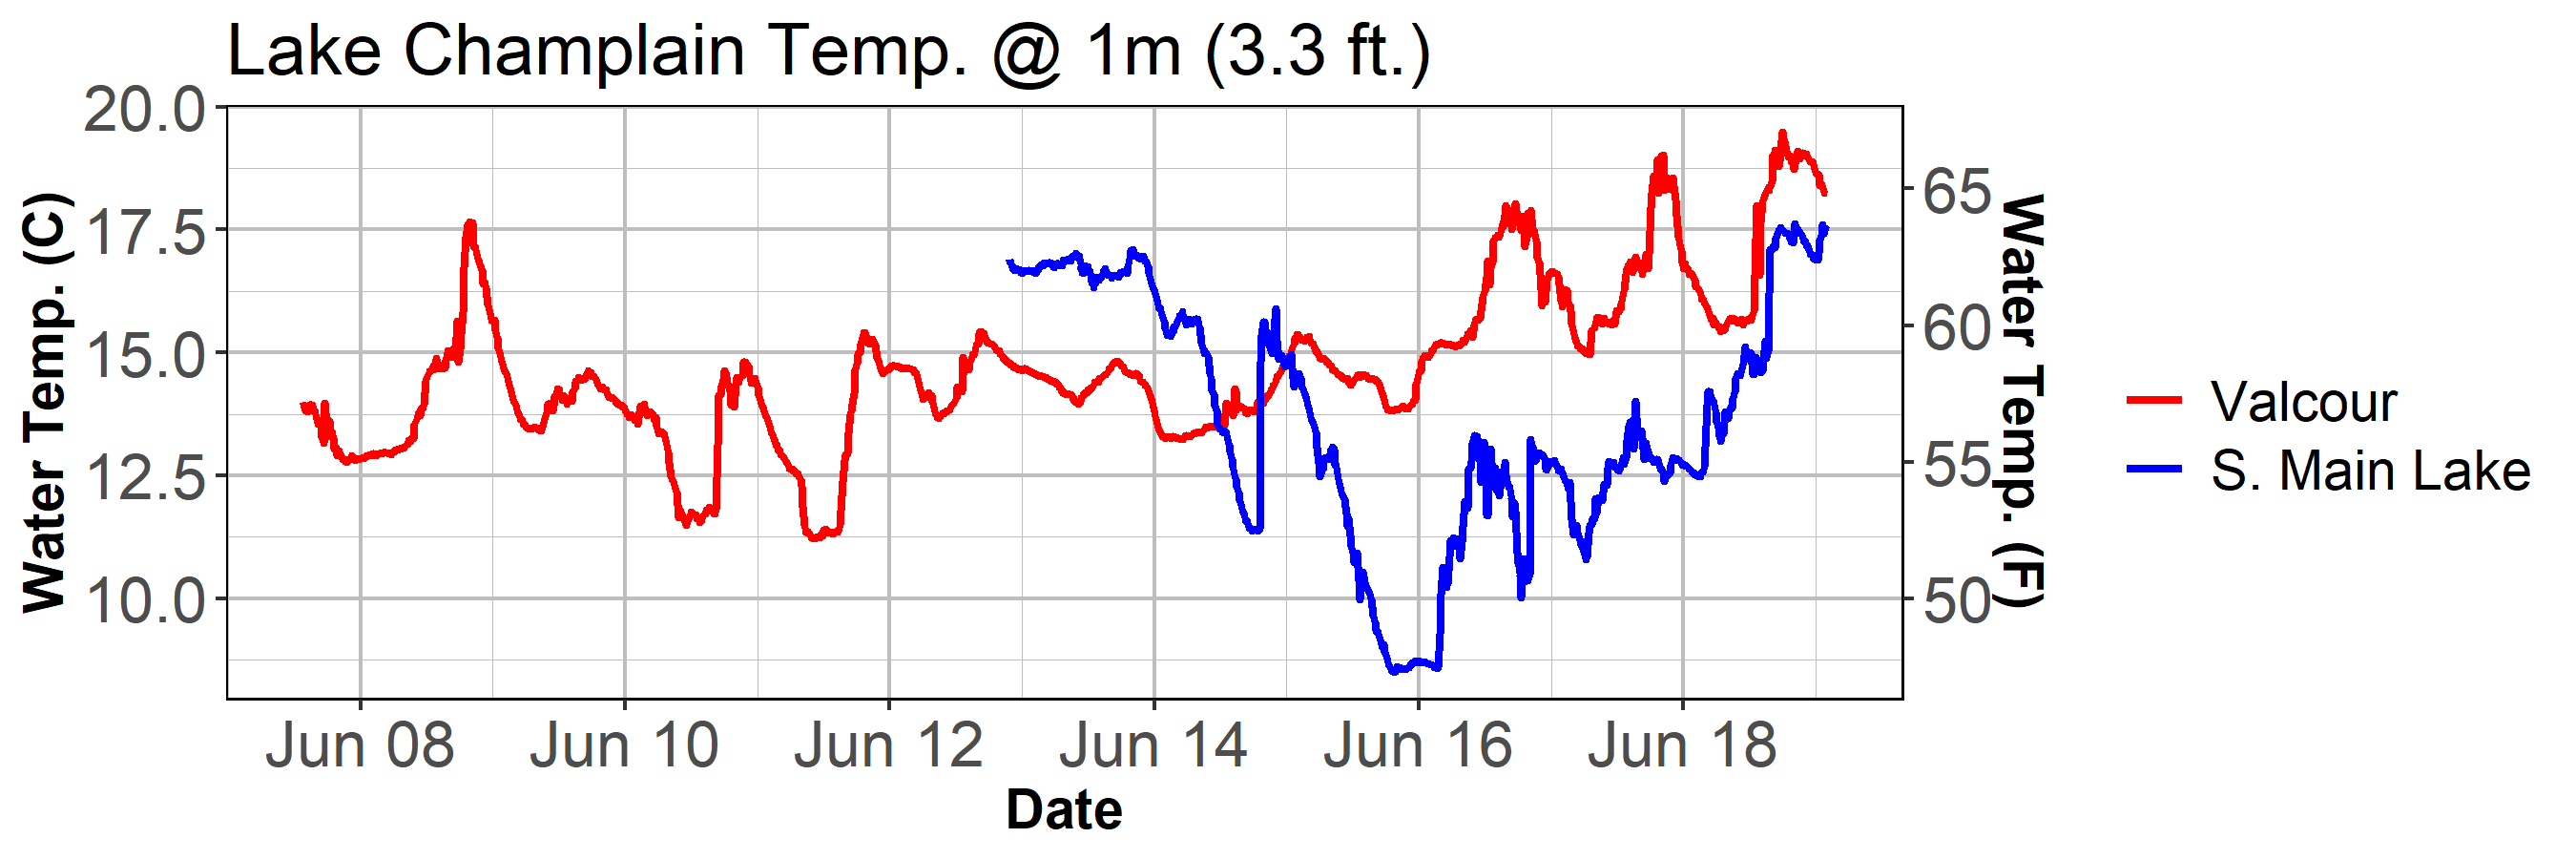 Lake Champlain Temp. @ 1m (3.3 ft.)
Water Temp. (C)
20.0
17.5
15.0
12.5
10.0
65
60
55
50
Water Temp. (F)
Jun 08 Jun 10 Jun 12 Jun 14 Jun 16 Jun 18
Date
Valcour
S. Main Lake